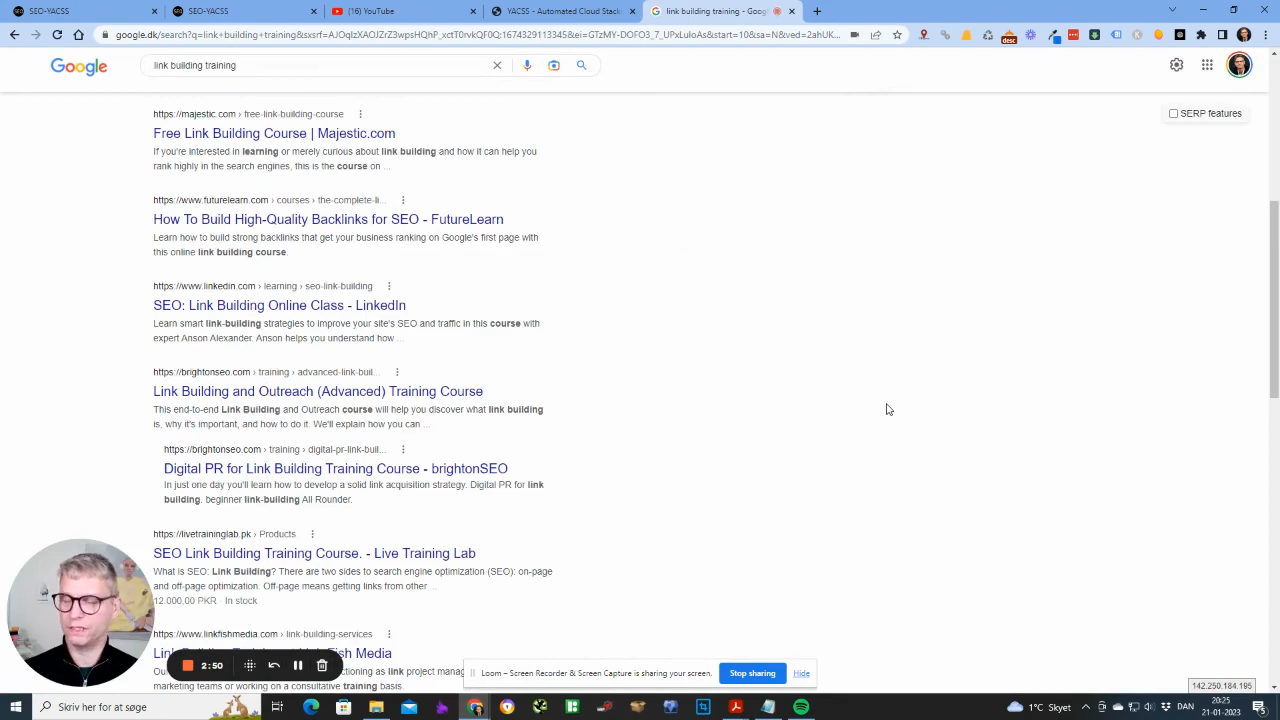 SEO-YACSS
SEO-YACSS
(16) YouTube
YACSS - Automated Cloud Stack
link building training - Goog
google.dk/search?q=link+building+training&sxsrf=AJOqlzXAOJZrZ3wpsHQhP_xctT0rvkQF0Q:1674329113345&ei=GTzMY-DOFO3_7_UPxLuloAs&start=10&sa=N&ved=2ahUK...
Google
link building training
SERP features
https://majestic.com › free-link-building-course
Free Link Building Course | Majestic.com
If you're interested in learning or merely curious about link building and how it can help you
rank highly in the search engines, this is the course on ...
https://www.futurelearn.com › courses › the-complete-li...
How To Build High-Quality Backlinks for SEO - FutureLearn
Learn how to build strong backlinks that get your business ranking on Google's first page with
this online link building course.
https://www.linkedin.com › learning › seo-link-building
SEO: Link Building Online Class - LinkedIn
Learn smart link-building strategies to improve your site's SEO and traffic in this course with
expert Anson Alexander. Anson helps you understand how ...
https://brightonseo.com › training › advanced-link-buil...
Link Building and Outreach (Advanced) Training Course
This end-to-end Link Building and Outreach course will help you discover what link building
is, why it's important, and how to do it. We'll explain how you can ...
https://brightonseo.com › training › digital-pr-link-buil...
Digital PR for Link Building Training Course - brightonSEO
In just one day you'll learn how to develop a solid link acquisition strategy. Digital PR for link
building. beginner link-building All Rounder.
https://livetraininglab.pk › Products
SEO Link Building Training Course. - Live Training Lab
What is SEO: Link Building? There are two sides to search engine optimization (SEO): on-page
and off-page optimization. Off-page means getting links from other ...
12.000,00 PKR · In stock
https://www.linkfishmedia.com › link-building-services
Fish Media
2:50
ctioning as link project manag
marketing teams or working on a consultative training basis
Loom – Screen Recorder & Screen Capture is sharing your screen.
Stop sharing
Hide
142.250.184.195
Skriv her for at søge
1°C Skyet
DAN
20:25
21-01-2023